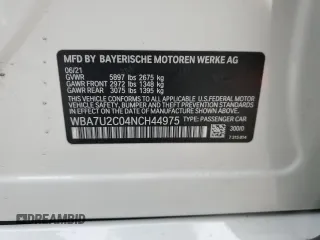 MFD BY BAYERISCHE MOTOREN WERKE AG
06/21
GVWR 5897 lbs 2675 kg
GAWR FRONT 2972 lbs 1348 kg
GAWR REAR 3075 lbs 1395 kg
THIS VEHICLE CONFORMS TO ALL APPLICABLE FEDERAL
MOTOR VEHICLE SAFETY, BUMPER, AND THEFT PREVENTION STANDARDS
IN EFFECT ON THE DATE OF MANUFACTURE SHOWN ABOVE.
WBA7U2C04NCH44975 TYPE: PASSENGER CAR
300/0
DREAMBID